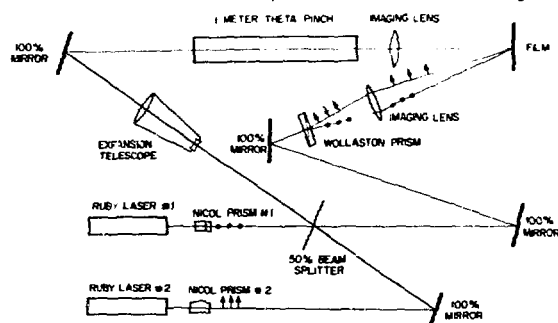 1 METER THETA PINCH
IMAGING
LENS
100%
MIRROR
FILM
EXPANSION
TELESCOPE
100%
MIRROR
WOLLASTON PRISM
IMAGING
LENS
RUBY LASER #1
NICOL PRISM #1
50% BEAM
SPLITTER
100%
MIRROR
RUBY LASER #2
NICOL PRISM #2
100%
MIRROR